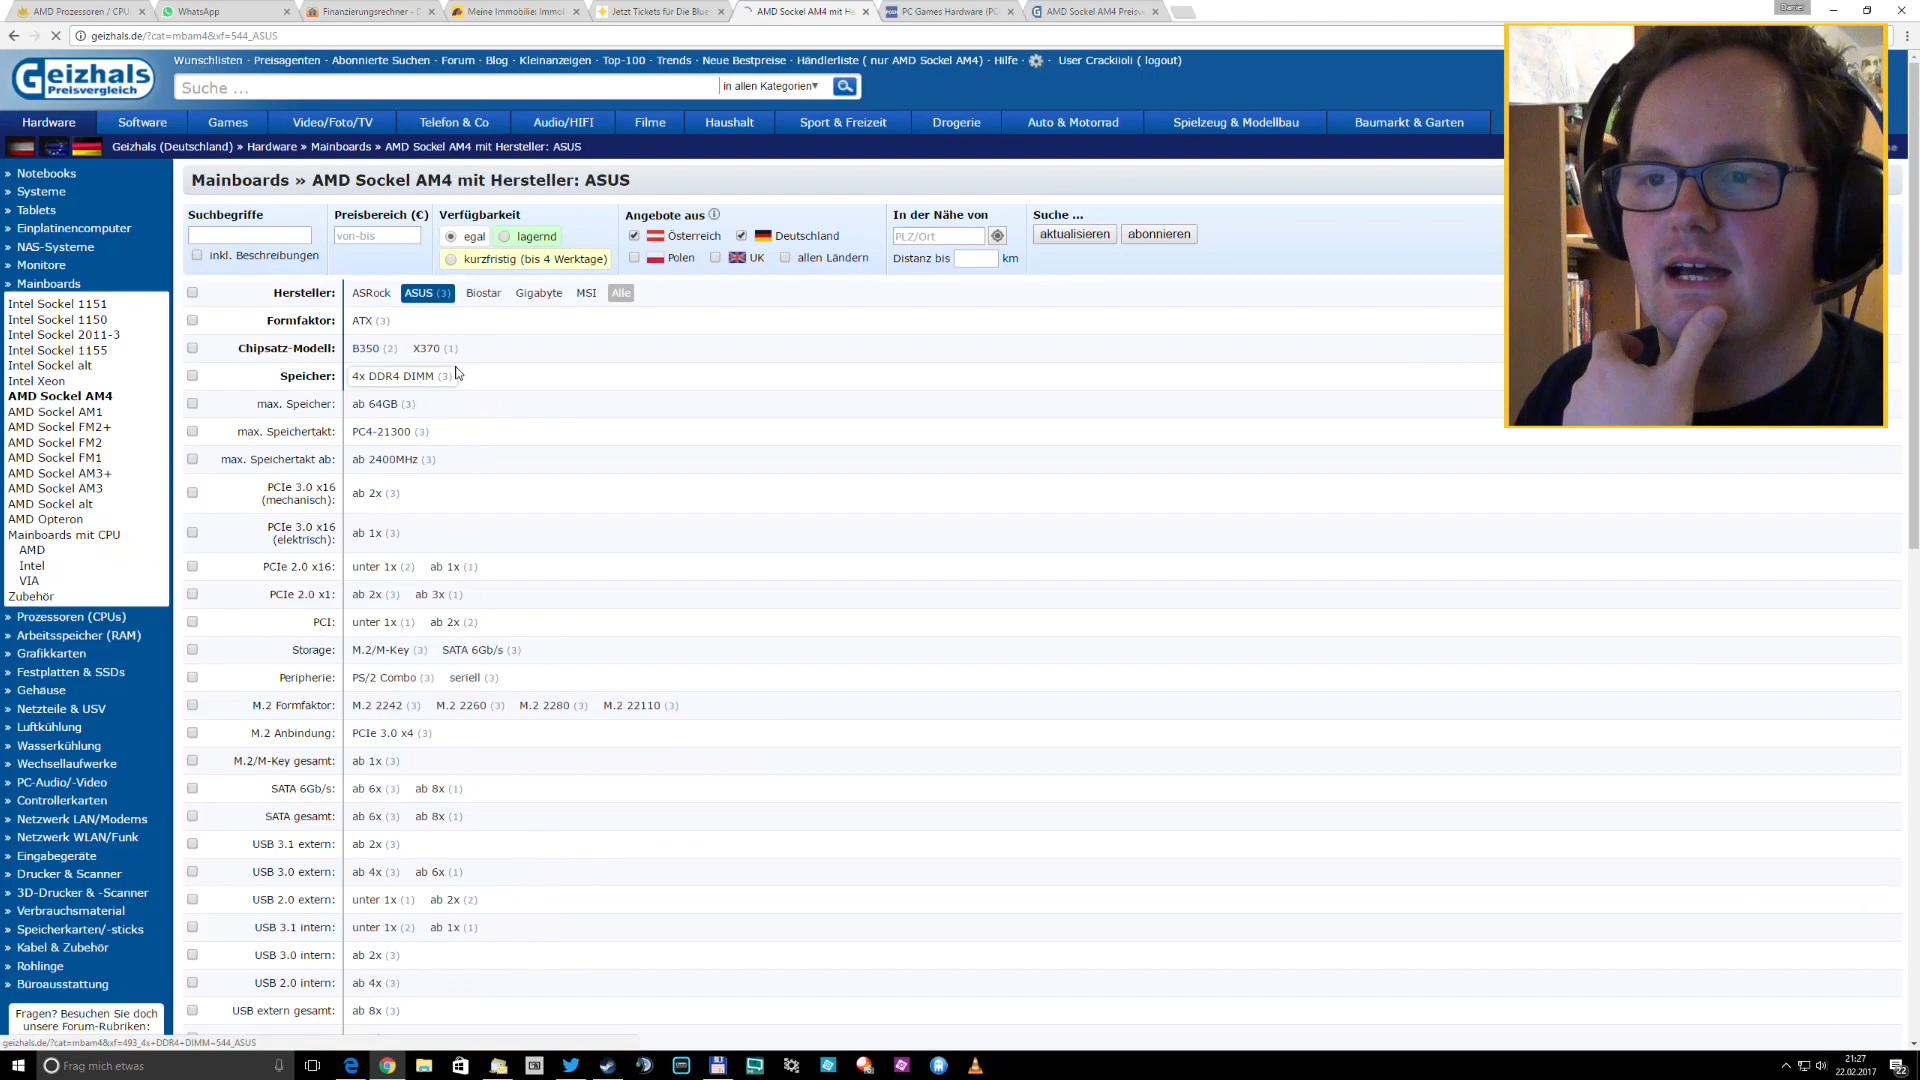 AMD Prozessoren / CPU
WhatsApp
Finanzierungsrechner - D
Meine Immobilie: Immo
Jetzt Tickets für Die Blue
AMD Sockel AM4 mit He
PC Games Hardware (PC
AMD Sockel AM4 Preisv
geizhals.de/?cat=mbam4&xf=544_ASUS
Geizhals
Preisvergleich
Wunschlisten · Preisagenten · Abonnierte Suchen · Forum · Blog · Kleinanzeigen · Top-100 · Trends · Neue Bestpreise · Händlerliste ( nur AMD Sockel AM4) · Hilfe · User Crackiioli ( logout)
Suche ...
in allen Kategorien
Hardware Software Games Video/Foto/TV Telefon & Co Audio/HIFI Filme Haushalt Sport & Freizeit Drogerie Auto & Motorrad Spielzeug & Modellbau Baumarkt & Garten
Geizhals (Deutschland) » Hardware » Mainboards » AMD Sockel AM4 mit Hersteller: ASUS
» Notebooks
» Systeme
» Tablets
» Einplatinencomputer
» NAS-Systeme
» Monitore
» Mainboards
Intel Sockel 1151
Intel Sockel 1150
Intel Sockel 2011-3
Intel Sockel 1155
Intel Sockel alt
Intel Xeon
AMD Sockel AM4
AMD Sockel AM1
AMD Sockel FM2+
AMD Sockel FM2
AMD Sockel FM1
AMD Sockel AM3+
AMD Sockel AM3
AMD Sockel alt
AMD Opteron
Mainboards mit CPU
AMD
Intel
VIA
Zubehör
» Prozessoren (CPUs)
» Arbeitsspeicher (RAM)
» Grafikkarten
» Festplatten & SSDs
» Gehäuse
» Netzteile & USV
» Luftkühlung
» Wasserkühlung
» Wechsellaufwerke
» PC-Audio/-Video
» Controllerkarten
» Netzwerk LAN/Modems
» Netzwerk WLAN/Funk
» Eingabegeräte
» Drucker & Scanner
» 3D-Drucker & -Scanner
» Verbrauchsmaterial
» Speicherkarten/-sticks
» Kabel & Zubehör
» Rohlinge
» Büroausstattung
Fragen? Besuchen Sie doch
unsere Forum-Rubriken:
Mainboards » AMD Sockel AM4 mit Hersteller: ASUS
Suchbegriffe
inkl. Beschreibungen
Preisbereich (€)
von-bis
Verfügbarkeit
egal lagernd
kurzfristig (bis 4 Werktage)
Angebote aus
Österreich Deutschland
Polen UK allen Ländern
In der Nähe von
PLZ/Ort
Distanz bis km
Suche ...
aktualisieren abonnieren
Hersteller: ASRock ASUS (3) Biostar Gigabyte MSI Alle
Formfaktor: ATX (3)
Chipsatz-Modell: B350 (2) X370 (1)
Speicher: 4x DDR4 DIMM (3)
max. Speicher: ab 64GB (3)
max. Speichertakt: PC4-21300 (3)
max. Speichertakt ab: ab 2400MHz (3)
PCIe 3.0 x16
(mechanisch): ab 2x (3)
PCIe 3.0 x16
(elektrisch): ab 1x (3)
PCIe 2.0 x16: unter 1x (2) ab 1x (1)
PCIe 2.0 x1: ab 2x (3) ab 3x (1)
PCI: unter 1x (1) ab 2x (2)
Storage: M.2/M-Key (3) SATA 6Gb/s (3)
Peripherie: PS/2 Combo (3) seriell (3)
M.2 Formfaktor: M.2 2242 (3) M.2 2260 (3) M.2 2280 (3) M.2 22110 (3)
M.2 Anbindung: PCIe 3.0 x4 (3)
M.2/M-Key gesamt: ab 1x (3)
SATA 6Gb/s: ab 6x (3) ab 8x (1)
SATA gesamt: ab 6x (3) ab 8x (1)
USB 3.1 extern: ab 2x (3)
USB 3.0 extern: ab 4x (3) ab 6x (1)
USB 2.0 extern: unter 1x (1) ab 2x (2)
USB 3.1 intern: unter 1x (2) ab 1x (1)
USB 3.0 intern: ab 2x (3)
USB 2.0 intern: ab 4x (3)
USB extern gesamt: ab 8x (3)
geizhals.de/?cat=mbam4&xf=493_4x+DDR4+DIMM~544_ASUS
Frag mich etwas
21:27
22.02.2017
22